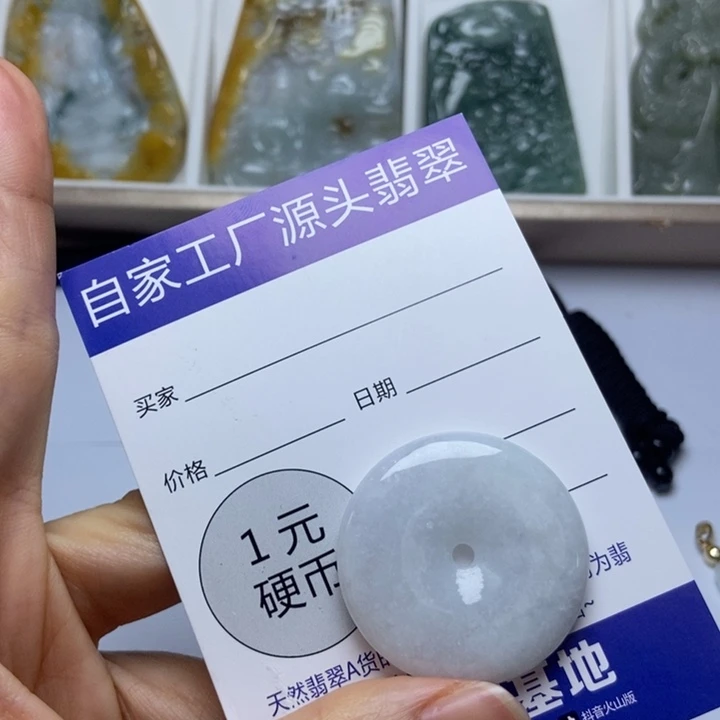 自家工厂源头翡翠
买家
价格
日期
1元
硬币
天然翡翠A货
为翡
~
基地
抖音火山版